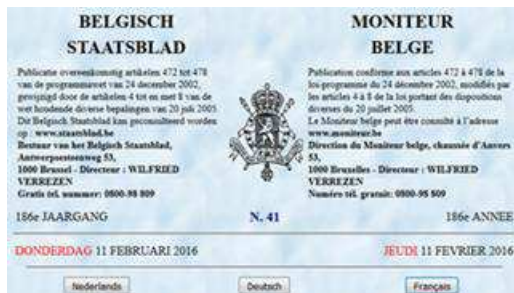 BELGISCH
STAATSBLAD
Publicatie overeenkomstig artikelen 472 tot 478
van de programmawet van 24 december 2002,
gewijzigd door de artikelen 4 tot en met 8 van de
wet houdende diverse bepalingen van 20 juli 2005.
Dit Belgisch Staatsblad kan geconsulteerd worden
op : www.staatsblad.be
Bestuur van het Belgisch Staatsblad,
Antwerpsesteenweg 53,
1000 Brussel - Directeur : WILFRIED
VERREZEN
Gratis tel. nummer: 0800-98 809
MONITEUR
BELGE
Publication conforme aux articles 472 à 478 de la
loi-programme du 24 décembre 2002, modifiés par
les articles 4 à 8 de la loi portant des dispositions
diverses du 20 juillet 2005.
Le Moniteur belge peut être consulté à l'adresse
www.moniteur.be
Direction du Moniteur belge, chaussée d'Anvers
53,
1000 Bruxelles - Directeur : WILFRIED
VERREZEN
Numéro tél. gratuit: 0800-98 809
186e JAARGANG
N. 41
186e ANNEE
DONDERDAG 11 FEBRUARI 2016
JEUDI 11 FEVRIER 2016
Nederlands
Deutsch
Français